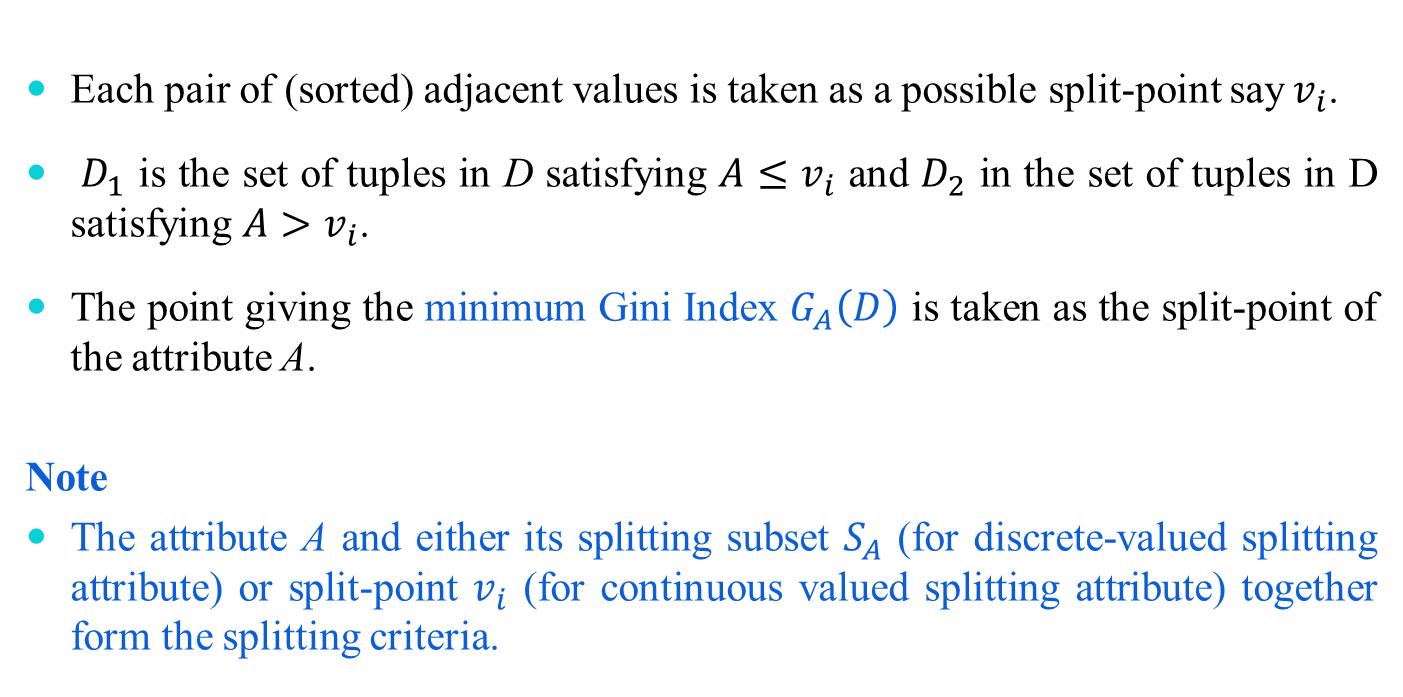 • Each pair of (sorted) adjacent values is taken as a possible split-point say 𝑣ᵢ.
• D₁ is the set of tuples in D satisfying A ≤ 𝑣ᵢ and D₂ in the set of tuples in D
satisfying A > 𝑣ᵢ.
• The point giving the minimum Gini Index G_A(D) is taken as the split-point of
the attribute A.
Note
• The attribute A and either its splitting subset S_A (for discrete-valued splitting
attribute) or split-point 𝑣ᵢ (for continuous valued splitting attribute) together
form the splitting criteria.